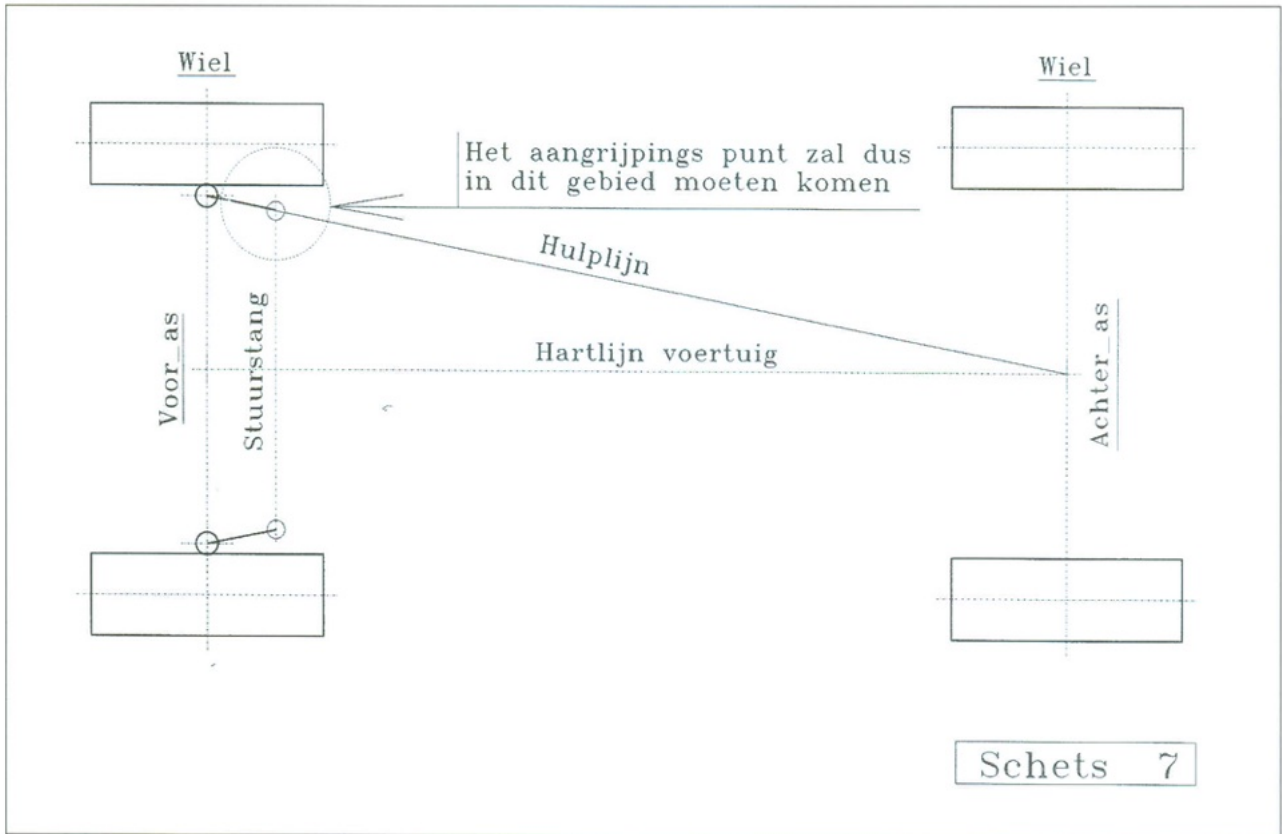 Wiel
Wiel
Het aangrijpings punt zal dus
in dit gebied moeten komen
Hulplijn
Hartlijn voertuig
Voor_as
Stuurstang
Achter_as
Schets 7